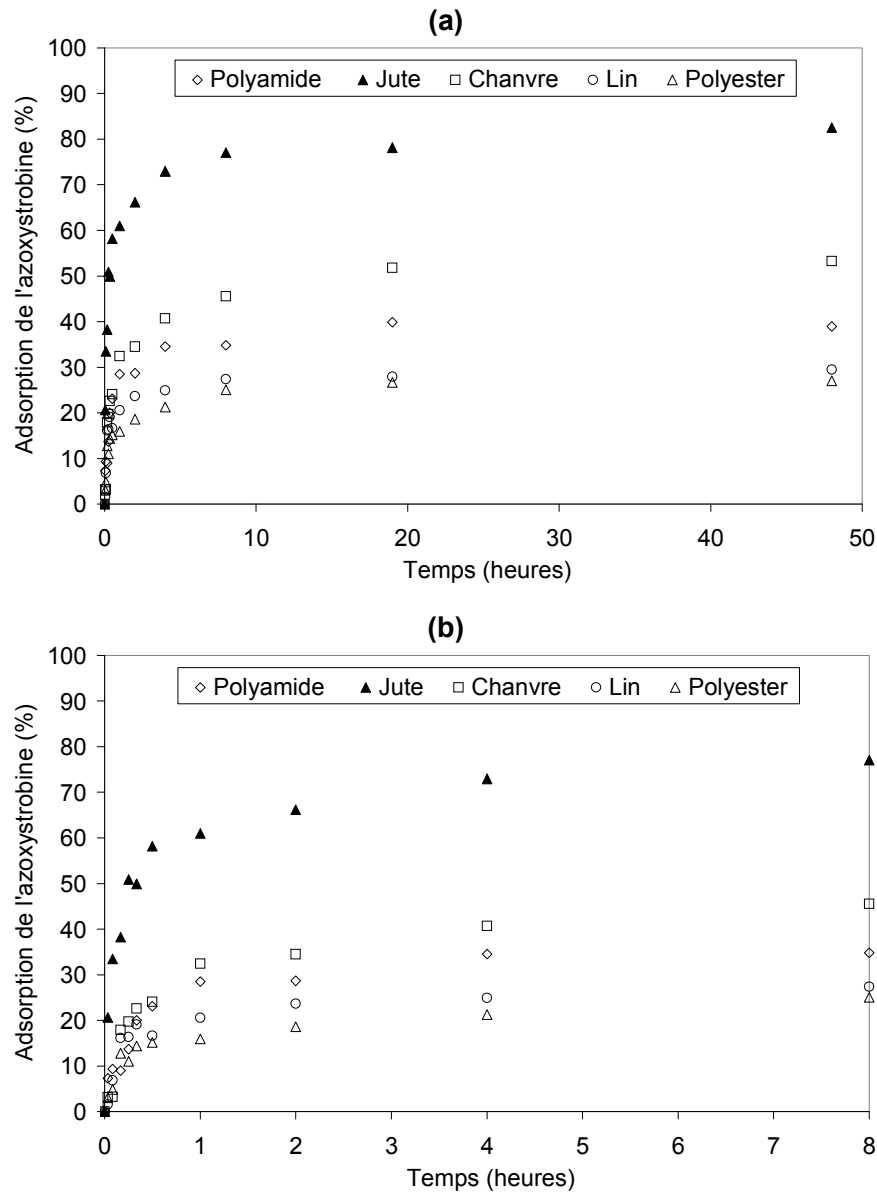 (a)
100
90
80
70
60
50
40
30
20
10
0
Adsorption de l'azoxystrobine (%)
Polyamide Jute Chanvre Lin Polyester
0 10 20 30 40 50
Temps (heures)
(b)
100
90
80
70
60
50
40
30
20
10
0
Adsorption de l'azoxystrobine (%)
Polyamide Jute Chanvre Lin Polyester
0 1 2 3 4 5 6 7 8
Temps (heures)